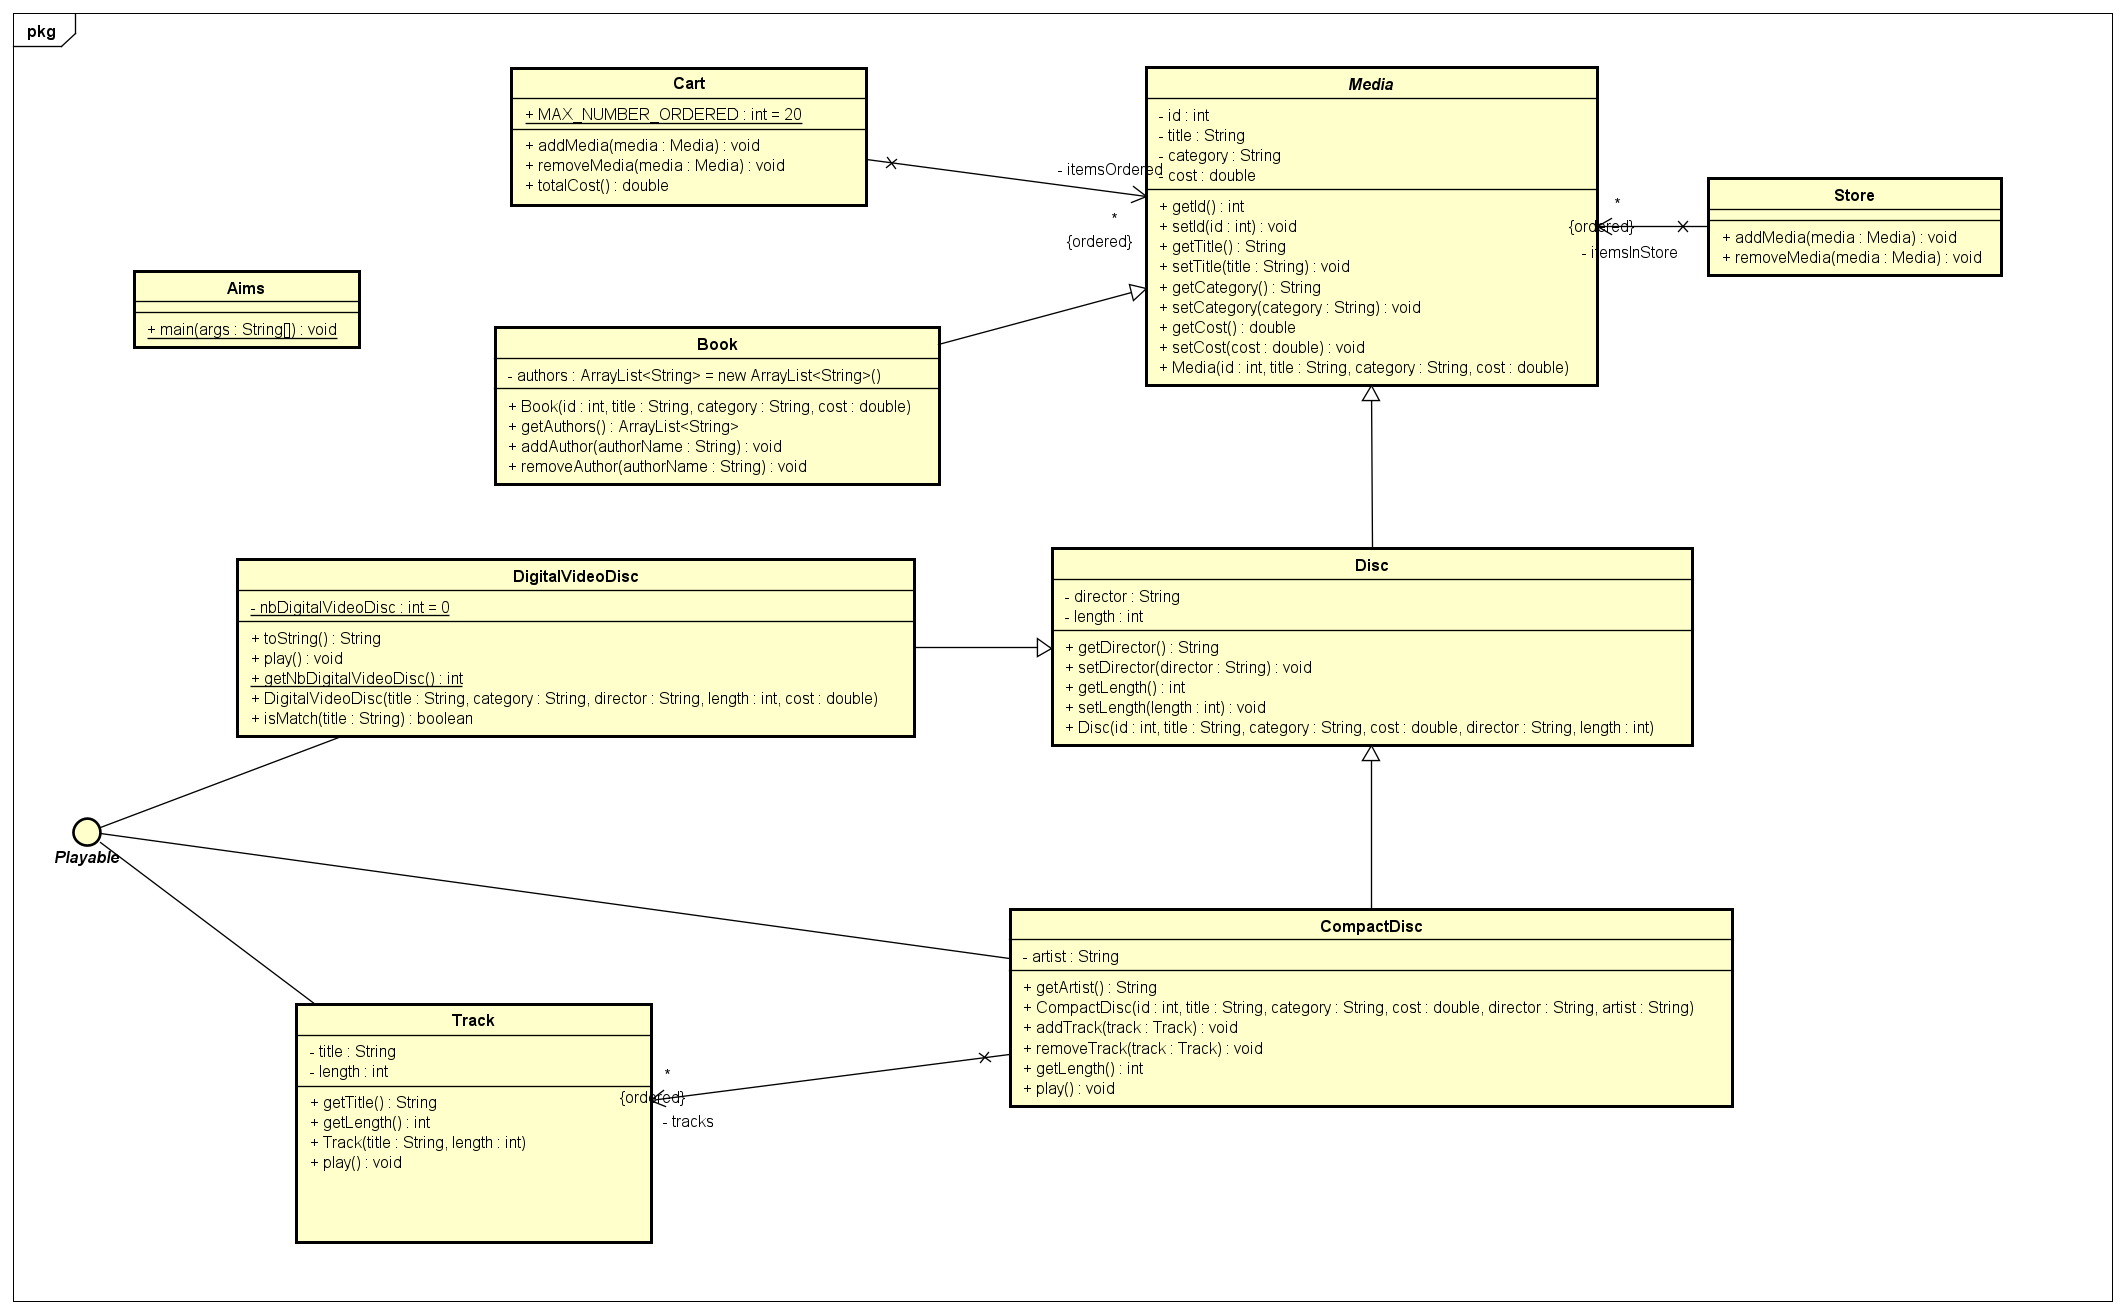 pkg
Cart
+ MAX_NUMBER_ORDERED : int = 20
+ addMedia(media : Media) : void
+ removeMedia(media : Media) : void
+ totalCost() : double
- itemsOrdered
*
{ordered}
Media
- id : int
- title : String
- category : String
- cost : double
+ getId() : int
+ setId(id : int) : void
+ getTitle() : String
+ setTitle(title : String) : void
+ getCategory() : String
+ setCategory(category : String) : void
+ getCost() : double
+ setCost(cost : double) : void
+ Media(id : int, title : String, category : String, cost : double)
*
{ordered}
- itemsInStore
Store
+ addMedia(media : Media) : void
+ removeMedia(media : Media) : void
Aims
+ main(args : String[]) : void
Book
- authors : ArrayList<String> = new ArrayList<String>()
+ Book(id : int, title : String, category : String, cost : double)
+ getAuthors() : ArrayList<String>
+ addAuthor(authorName : String) : void
+ removeAuthor(authorName : String) : void
DigitalVideoDisc
- nbDigitalVideoDisc : int = 0
+ toString() : String
+ play() : void
+ getNbDigitalVideoDisc() : int
+ DigitalVideoDisc(title : String, category : String, director : String, length : int, cost : double)
+ isMatch(title : String) : boolean
Disc
- director : String
- length : int
+ getDirector() : String
+ setDirector(director : String) : void
+ getLength() : int
+ setLength(length : int) : void
+ Disc(id : int, title : String, category : String, cost : double, director : String, length : int)
Playable
CompactDisc
- artist : String
+ getArtist() : String
+ CompactDisc(id : int, title : String, category : String, cost : double, director : String, artist : String)
+ addTrack(track : Track) : void
+ removeTrack(track : Track) : void
+ getLength() : int
+ play() : void
Track
- title : String
- length : int
+ getTitle() : String
+ getLength() : int
+ Track(title : String, length : int)
+ play() : void
*
{ordered}
- tracks